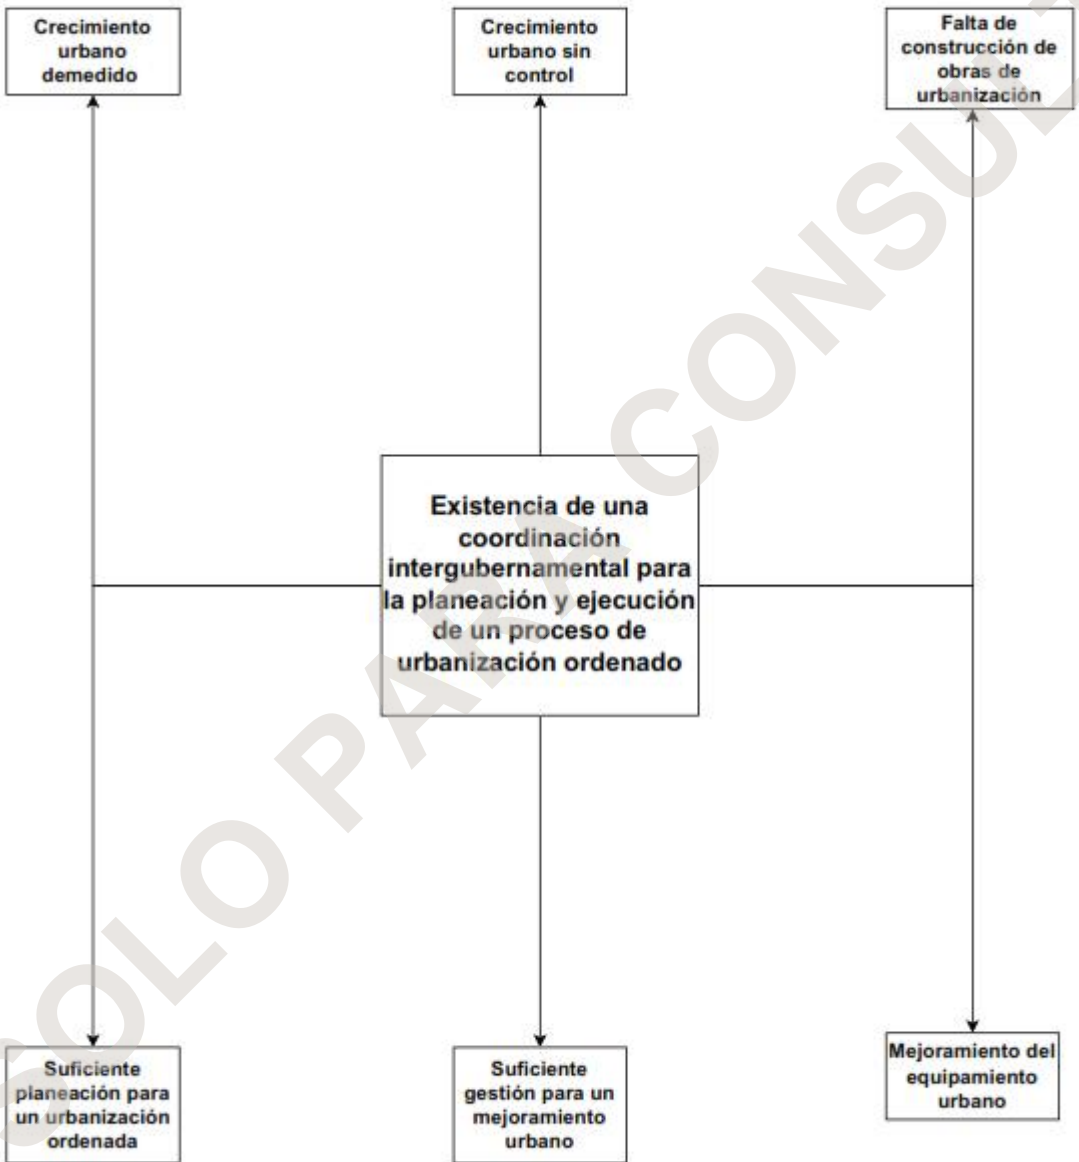 Crecimiento
urbano
demedido
Crecimiento
urbano sin
control
Falta de
construcción de
obras de
urbanización
Existencia de una
coordinación
intergubernamental para
la planeación y ejecución
de un proceso de
urbanización ordenado
Suficiente
planeación para
un urbanización
ordenada
Suficiente
gestión para un
mejoramiento
urbano
Mejoramiento del
equipamiento
urbano
SOLO PARA CONSUL